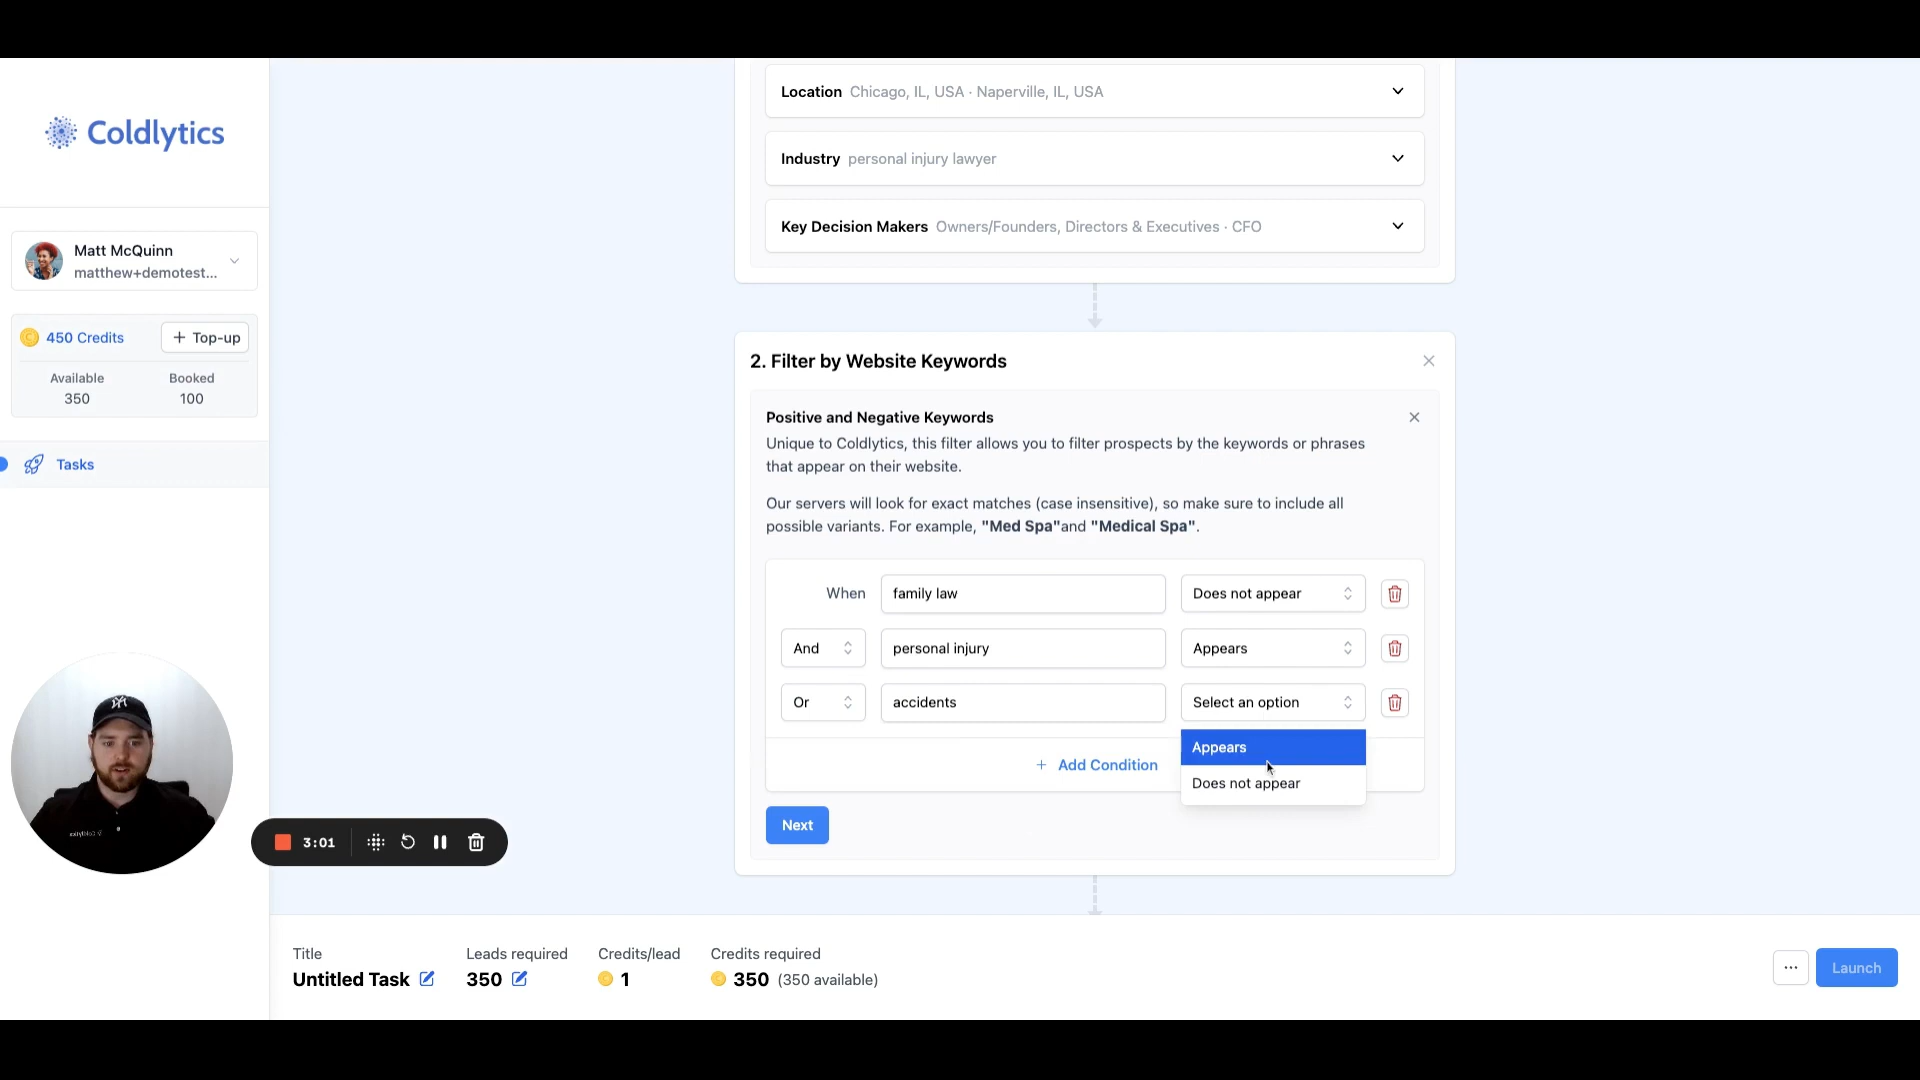 Coldlytics
Matt McQuinn
matthew+demotest...
450 Credits
+ Top-up
Available
Booked
350
100
Tasks
Location Chicago, IL, USA · Naperville, IL, USA
Industry personal injury lawyer
Key Decision Makers Owners/Founders, Directors & Executives · CFO
2. Filter by Website Keywords
Positive and Negative Keywords
Unique to Coldlytics, this filter allows you to filter prospects by the keywords or phrases
that appear on their website.
Our servers will look for exact matches (case insensitive), so make sure to include all
possible variants. For example, "Med Spa"and "Medical Spa".
When family law Does not appear
And personal injury Appears
Or accidents Select an option
Appears
+ Add Condition
Does not appear
Next
3:01
Title
Untitled Task
Leads required
350
Credits/lead
1
Credits required
350 (350 available)
...
Launch